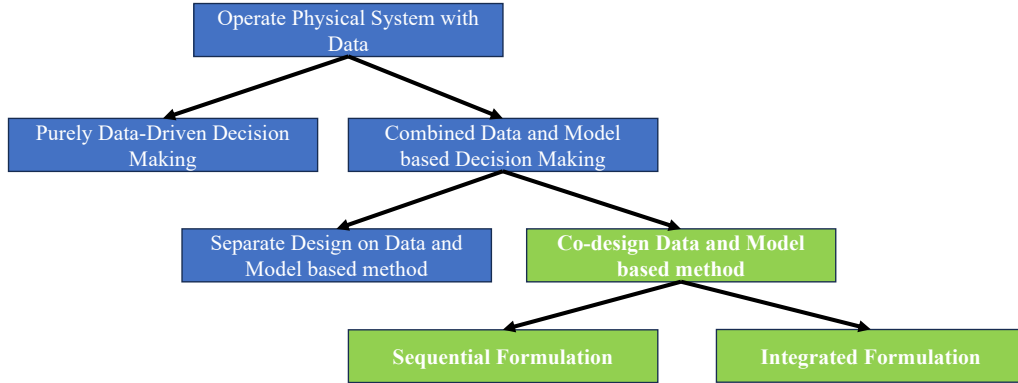 Operate Physical System with
Data
Purely Data-Driven Decision
Making
Combined Data and Model
based Decision Making
Separate Design on Data and
Model based method
Co-design Data and Model
based method
Sequential Formulation
Integrated Formulation